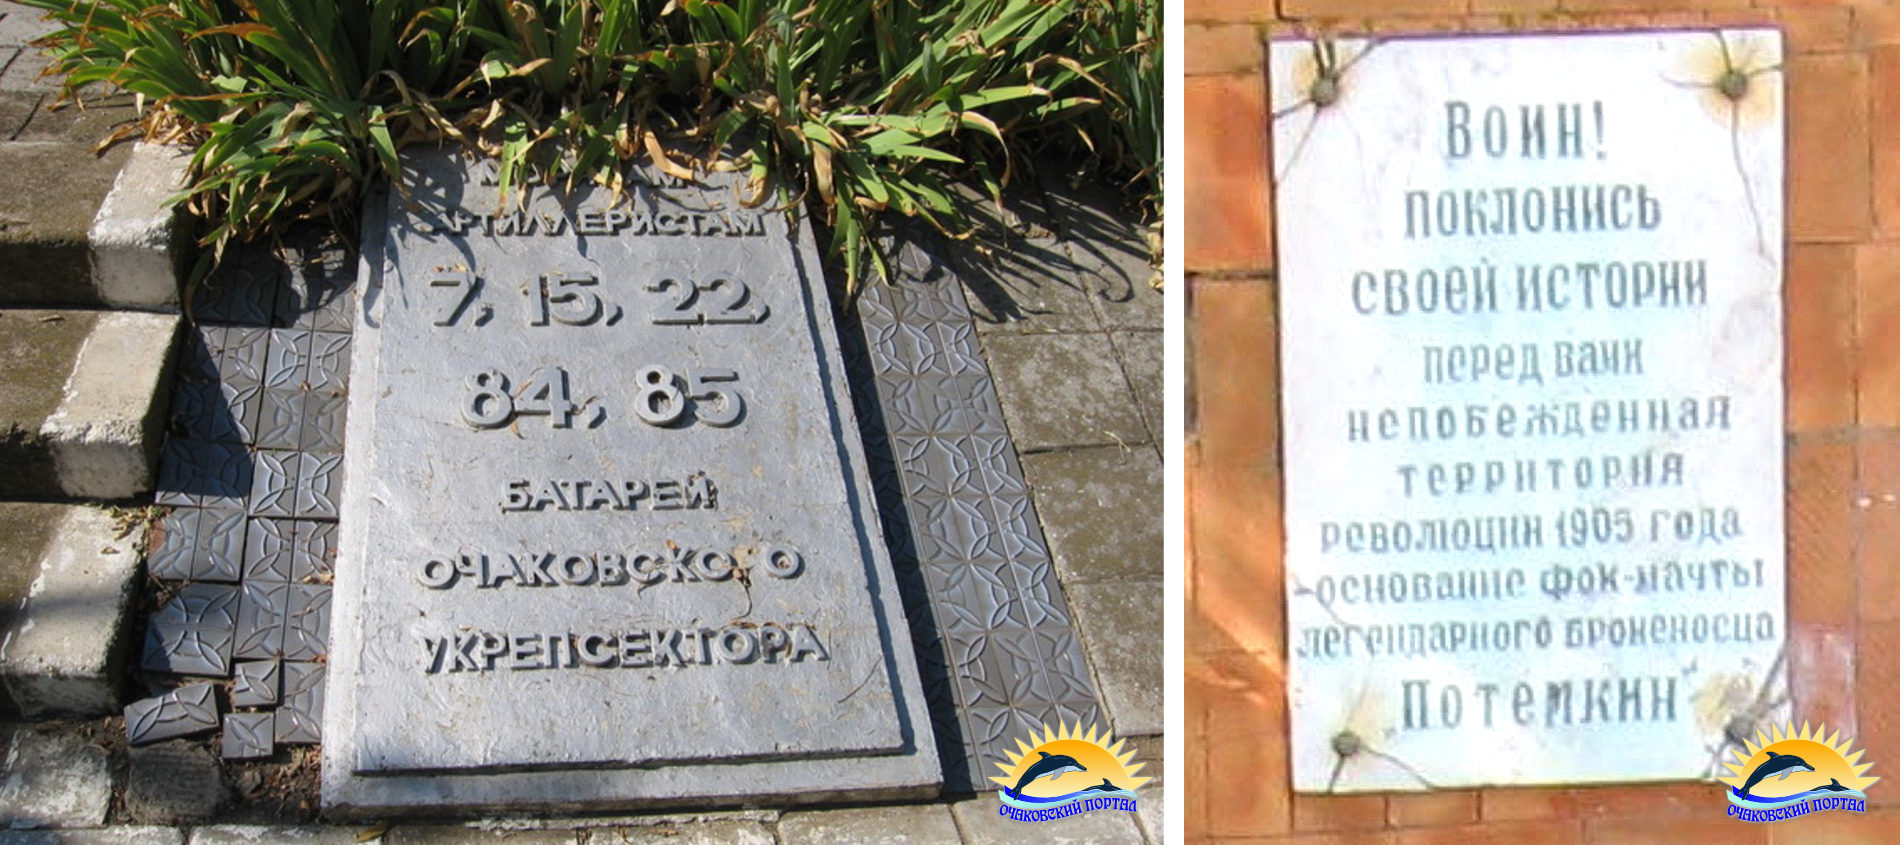 АРТИЛЛЕРИСТАМ
7, 15, 22,
84, 85
БАТАРЕЙ
ОЧАКОВСКОГО
УКРЕПСЕКТОРА
ОЧАКОВСКИЙ ПОРТАЛ
ВОИН!
ПОКЛОНИСЬ
СВОЕЙ ИСТОРИИ
ПЕРЕД ВАМИ
НЕПОБЕЖДЕННАЯ
ТЕРРИТОРИЯ
РЕВОЛЮЦИИ 1905 ГОДА
ОСНОВАНИЕ ФОК-МАЧТЫ
ЛЕГЕНДАРНОГО БРОНЕНОСЦА
„ПОТЕМКИН"
ОЧАКОВСКИЙ ПОРТАЛ